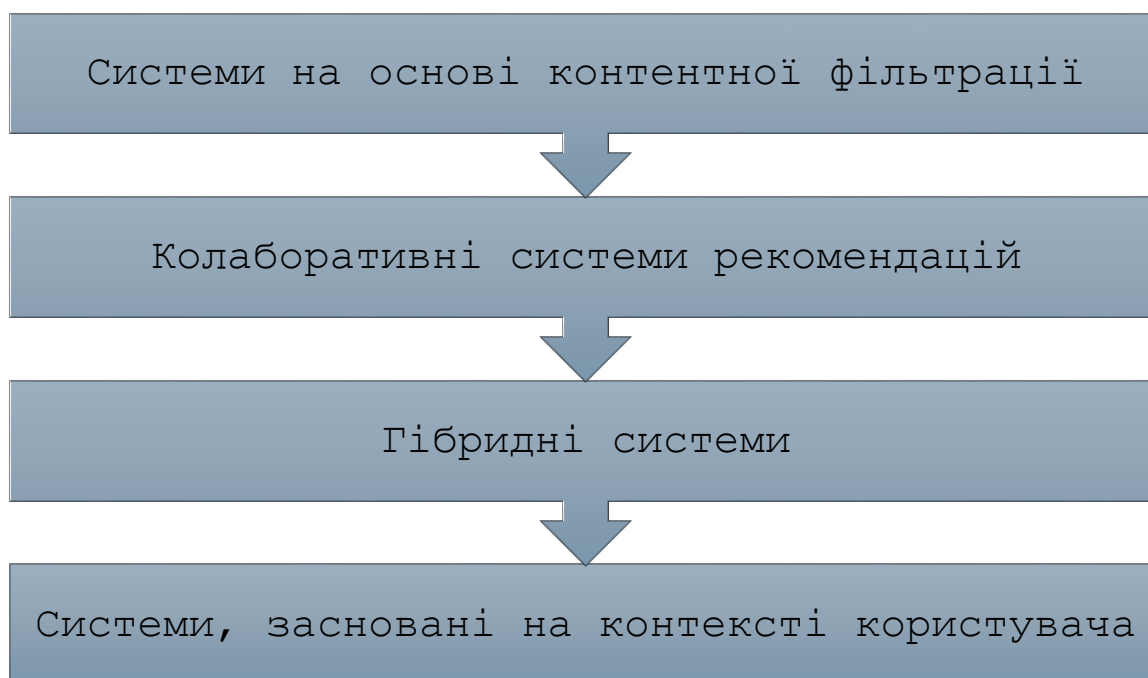 Системи на основі контентної фільтрації
Колаборативні системи рекомендацій
Гібридні системи
Системи, засновані на контексті користувача